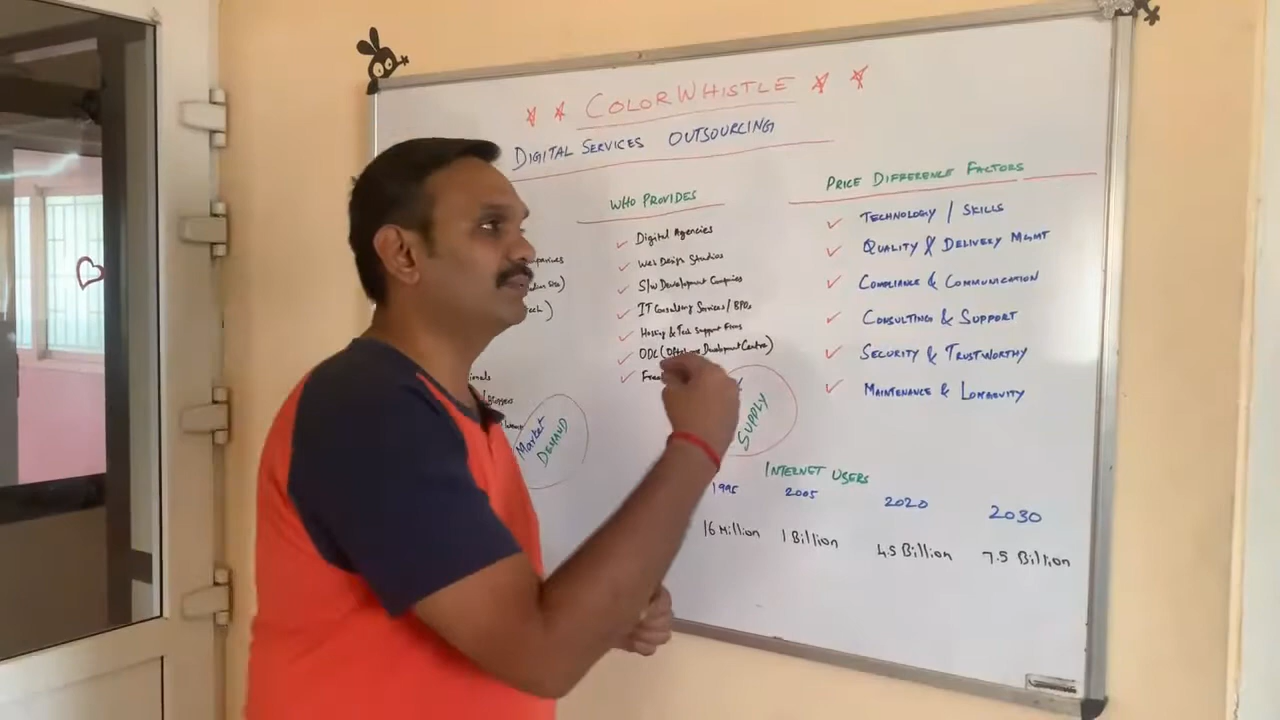 COLORWHISTLE
DIGITAL SERVICES OUTSOURCING
WHO PROVIDES
Digital Agencies
Web Design Studios
S/W Development Companies
IT Consulting Services / BPOs
Hosting & Tech Support Firms
ODC (Offshore Development Centre)
Market
DEMAND
SUPPLY
PRICE DIFFERENCE FACTORS
TECHNOLOGY / SKILLS
QUALITY & DELIVERY MGMT
COMPLIANCE & COMMUNICATION
CONSULTING & SUPPORT
SECURITY & TRUSTWORTHY
MAINTENANCE & LONGEVITY
INTERNET USERS
1995 2005 2020 2030
16 Million 1 Billion 4.5 Billion 7.5 Billion